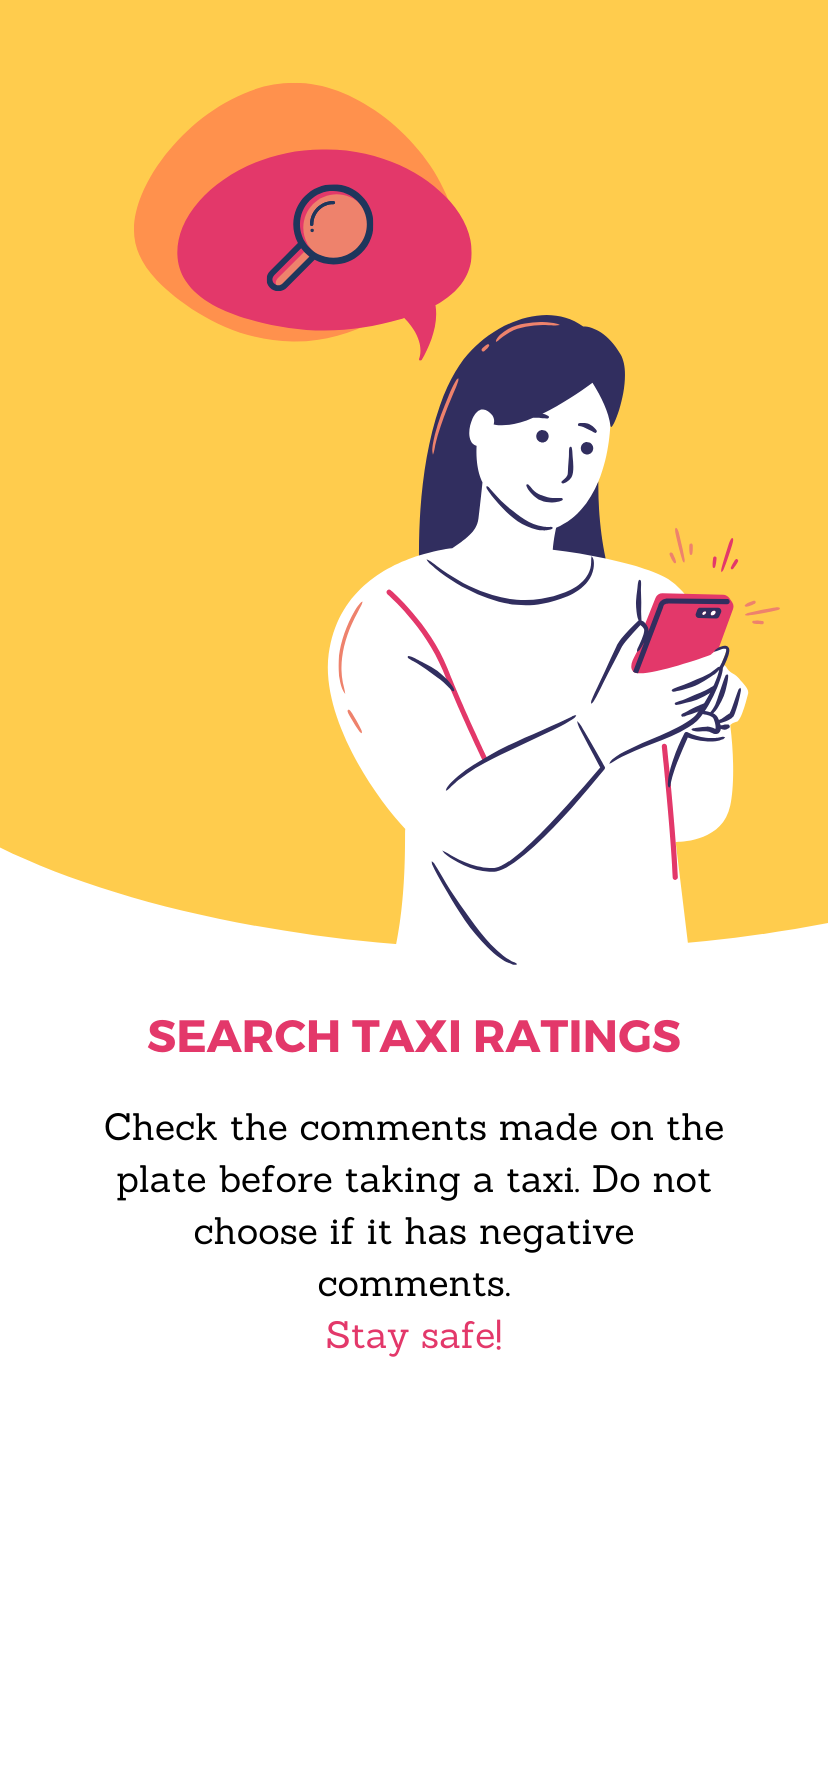 SEARCH TAXI RATINGS
Check the comments made on the
plate before taking a taxi. Do not
choose if it has negative
comments.
Stay safe!